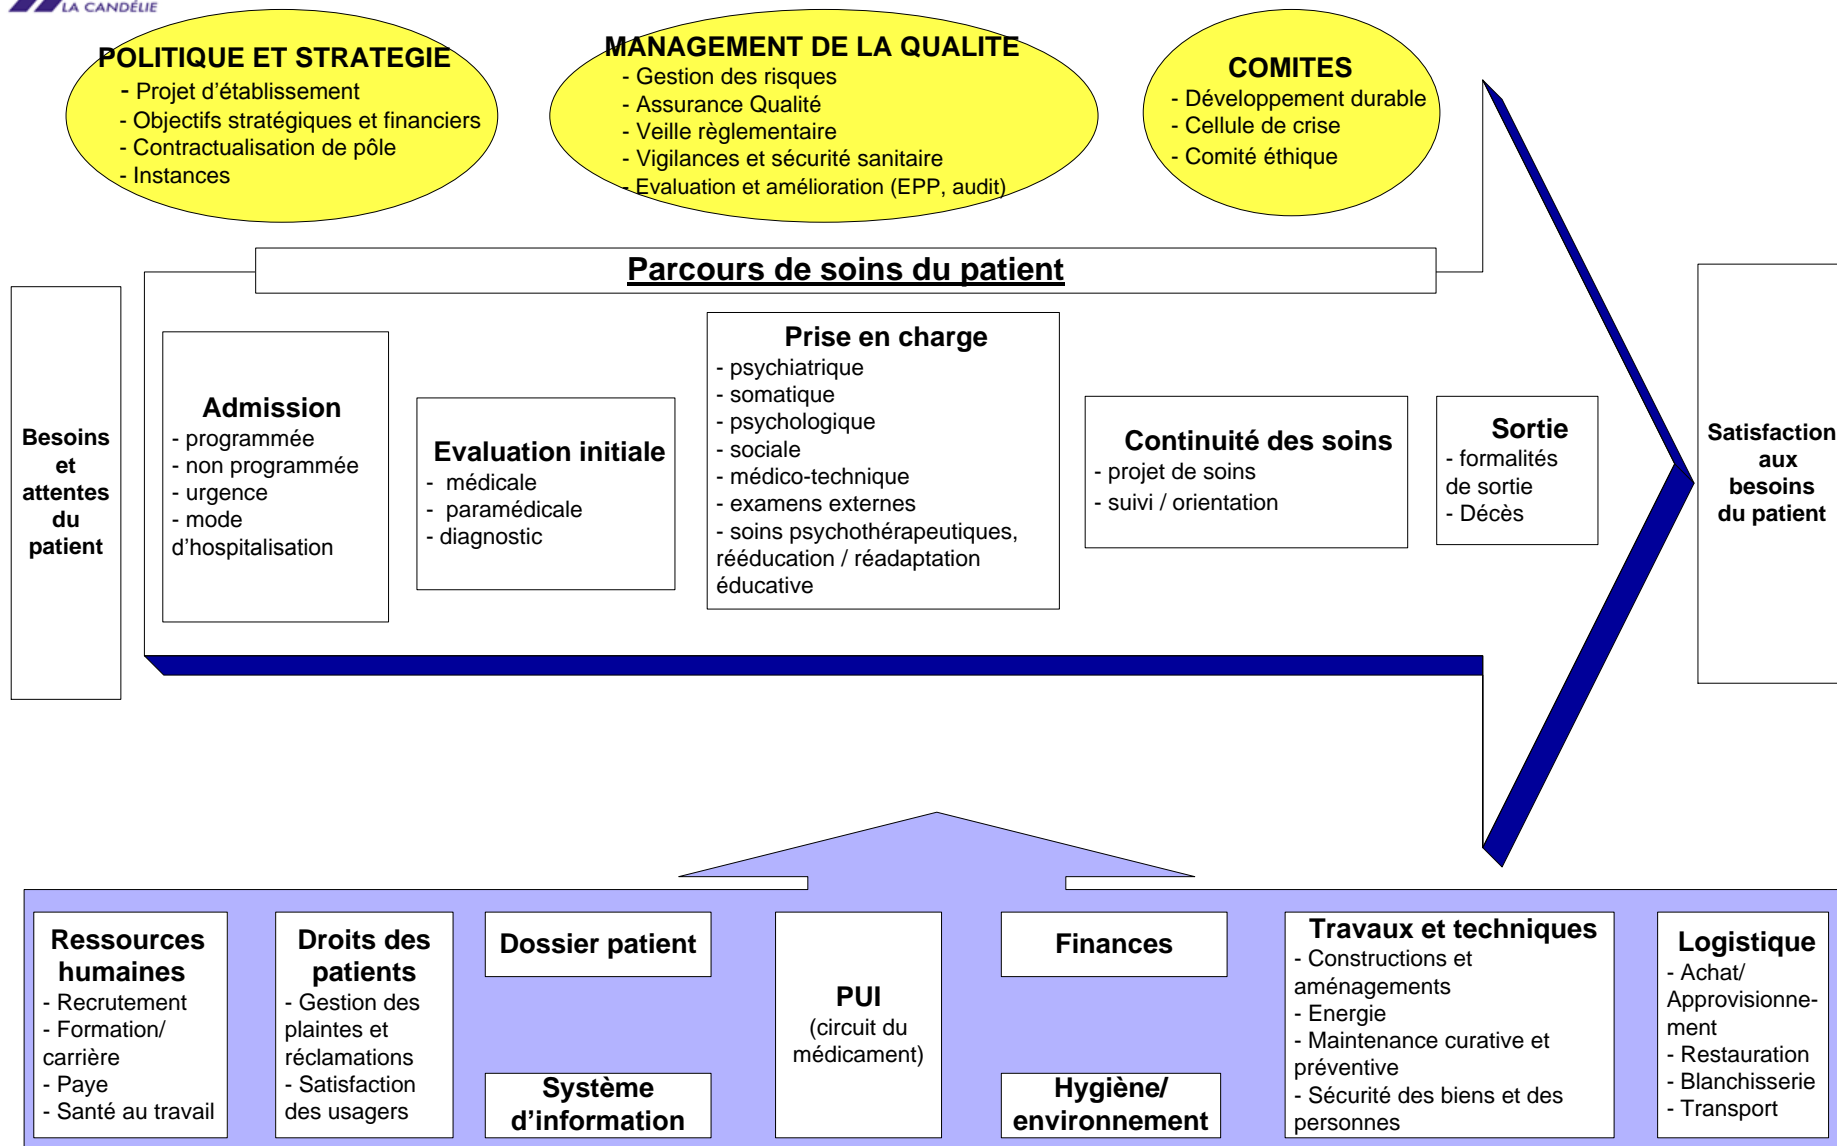 LA CANDÉLIE
POLITIQUE ET STRATEGIE
- Projet d'établissement
- Objectifs stratégiques et financiers
- Contractualisation de pôle
- Instances
MANAGEMENT DE LA QUALITE
- Gestion des risques
- Assurance Qualité
- Veille règlementaire
- Vigilances et sécurité sanitaire
- Evaluation et amélioration (EPP, audit)
COMITES
- Développement durable
- Cellule de crise
- Comité éthique
Parcours de soins du patient
Besoins
et
attentes
du
patient
Admission
- programmée
- non programmée
- urgence
- mode
d'hospitalisation
Evaluation initiale
- médicale
- paramédicale
- diagnostic
Prise en charge
- psychiatrique
- somatique
- psychologique
- sociale
- médico-technique
- examens externes
- soins psychothérapeutiques,
rééducation / réadaptation
éducative
Continuité des soins
- projet de soins
- suivi / orientation
Sortie
- formalités
de sortie
- Décès
Satisfaction
aux
besoins
du patient
Ressources
humaines
- Recrutement
- Formation/
carrière
- Paye
- Santé au travail
Droits des
patients
- Gestion des
plaintes et
réclamations
- Satisfaction
des usagers
Dossier patient
Système
d'information
PUI
(circuit du
médicament)
Finances
Hygiène/
environnement
Travaux et techniques
- Constructions et
aménagements
- Energie
- Maintenance curative et
préventive
- Sécurité des biens et des
personnes
Logistique
- Achat/
Approvisionne-
ment
- Restauration
- Blanchisserie
- Transport